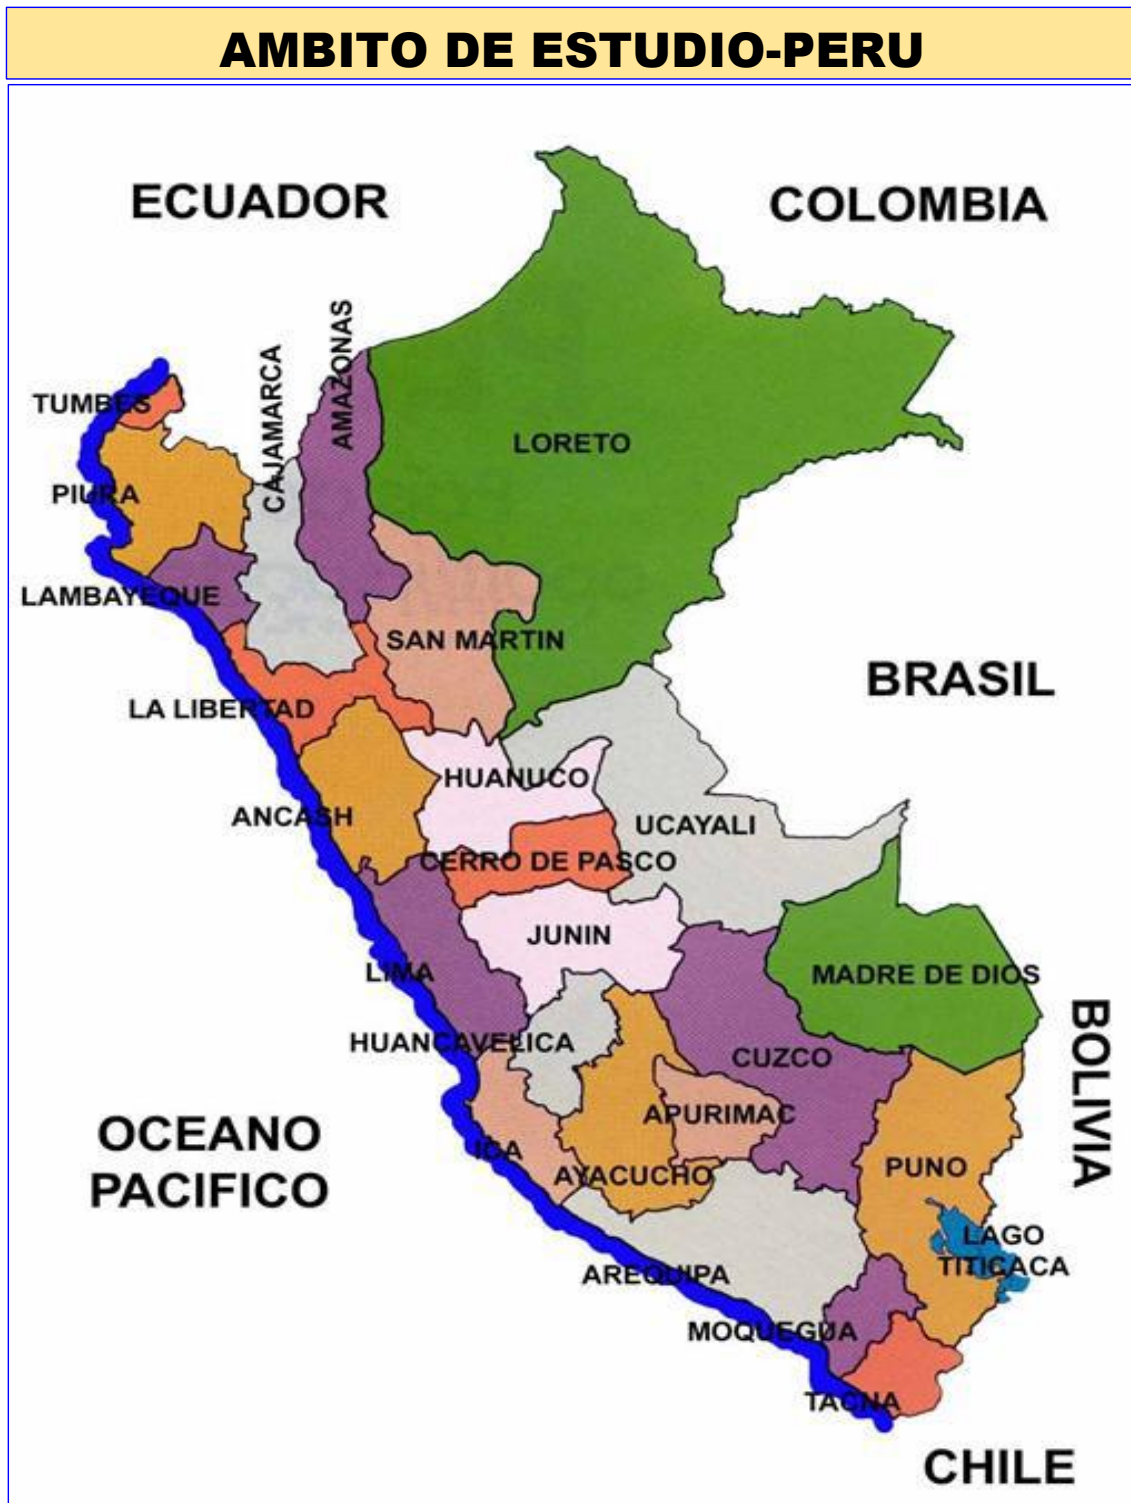 AMBITO DE ESTUDIO-PERU
ECUADOR
COLOMBIA
AMAZONAS
CAJAMARCA
TUMBES
LORETO
PIURA
LAMBAYEQUE
SAN MARTIN
BRASIL
LA LIBERTAD
HUANUCO
ANCASH
UCAYALI
CERRO DE PASCO
JUNIN
LIMA
MADRE DE DIOS
HUANCAVELICA
CUZCO
BOLIVIA
APURIMAC
OCEANO
PACIFICO
ICA
AYACUCHO
PUNO
LAGO
TITICACA
AREQUIPA
MOQUEGUA
TACNA
CHILE